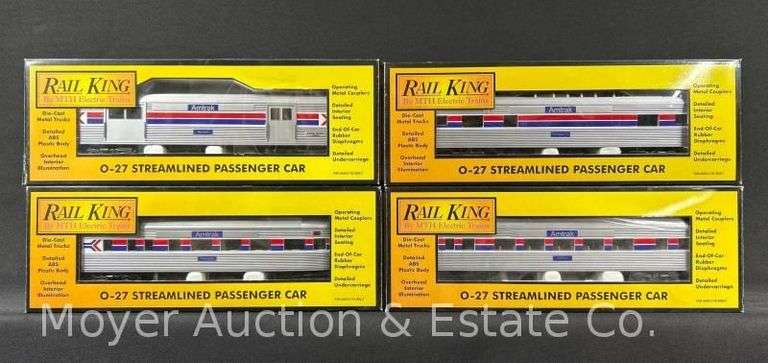 RAIL KING
By MTH Electric Trains
Die-Cast
Metal Trucks
Detailed
ABS
Plastic Body
Overhead
Interior
Illumination
Amtrak
Operating
Metal Couplers
Detailed
Interior
Seating
End-Of-Car
Rubber
Diaphragms
Detailed
Undercarriages
O-27 STREAMLINED PASSENGER CAR
RAIL KING
By MTH Electric Trains
Die-Cast
Metal Trucks
Detailed
ABS
Plastic Body
Overhead
Interior
Illumination
Amtrak
Operating
Metal Couplers
Detailed
Interior
Seating
End-Of-Car
Rubber
Diaphragms
Detailed
Undercarriages
O-27 STREAMLINED PASSENGER CAR
RAIL KING
By MTH Electric Trains
Die-Cast
Metal Trucks
Detailed
ABS
Plastic Body
Overhead
Interior
Illumination
Amtrak
Operating
Metal Couplers
Detailed
Interior
Seating
End-Of-Car
Rubber
Diaphragms
Detailed
Undercarriages
O-27 STREAMLINED PASSENGER CAR
RAIL KING
By MTH Electric Trains
Die-Cast
Metal Trucks
Detailed
ABS
Plastic Body
Overhead
Interior
Illumination
Amtrak
Operating
Metal Couplers
Detailed
Interior
Seating
End-Of-Car
Rubber
Diaphragms
Detailed
Undercarriages
O-27 STREAMLINED PASSENGER CAR
Moyer Auction & Estate Co.